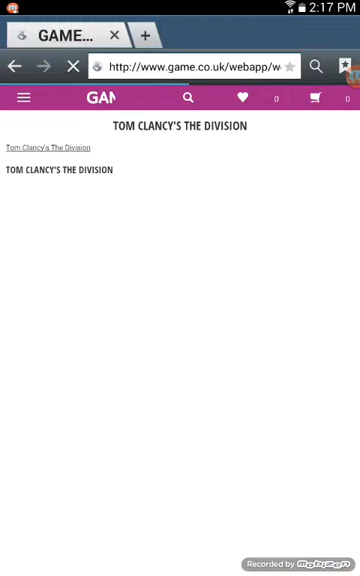 2:17 PM
GAME...
http://www.game.co.uk/webapp/w
GAM
0
0
TOM CLANCY'S THE DIVISION
Tom Clancy's The Division
TOM CLANCY'S THE DIVISION
Recorded by mobizen